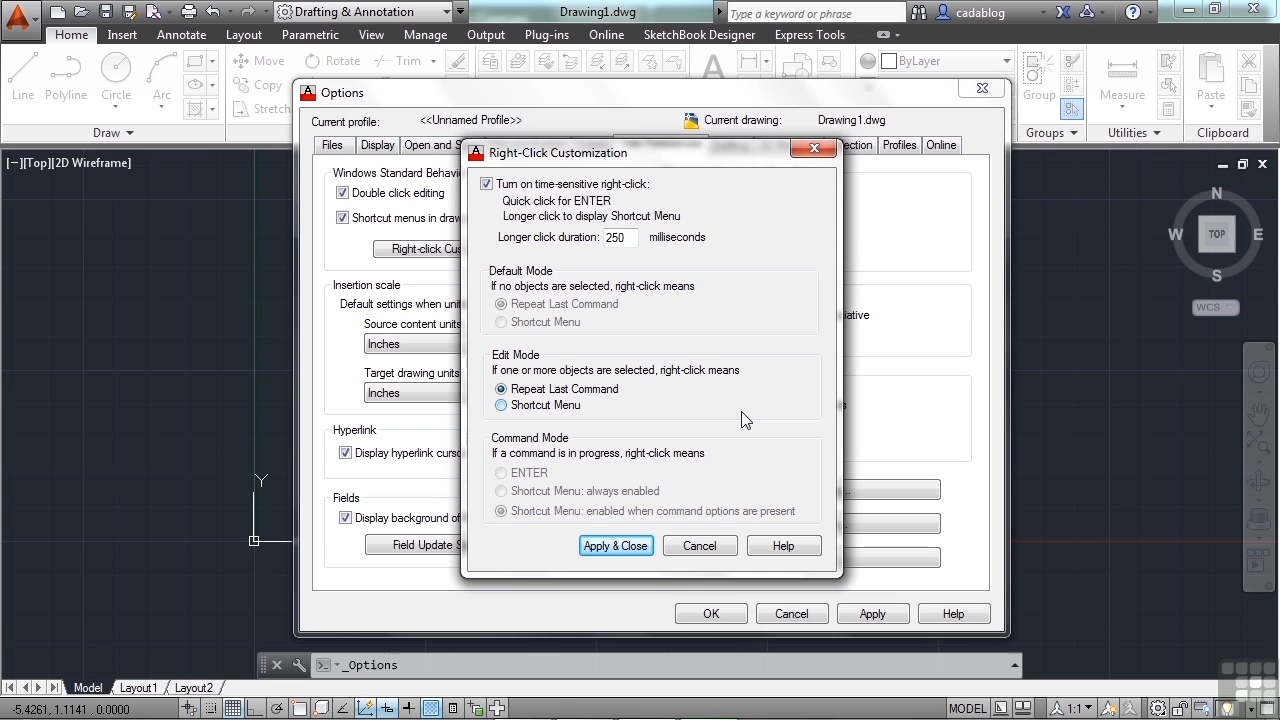 Drafting & Annotation
Drawing1.dwg
Type a keyword or phrase
cadablog
Home Insert Annotate Layout Parametric View Manage Output Plug-ins Online SketchBook Designer Express Tools
Move Rotate Trim
Copy
Stretch
Line Polyline Circle Arc
ByLayer
Group Measure Paste
Draw Groups Utilities Clipboard
Options
Current profile: <<Unnamed Profile>> Current drawing: Drawing1.dwg
Files Display Open and S Profiles Online
[−][Top][2D Wireframe]
Windows Standard Behavio
Double click editing
Shortcut menus in draw
Right-click Cus
Insertion scale
Default settings when unit
Source content units
Inches
Target drawing units
Inches
Hyperlink
Display hyperlink curso
Fields
Display background of
Field Update S
Right-Click Customization
Turn on time-sensitive right-click:
Quick click for ENTER
Longer click to display Shortcut Menu
Longer click duration: 250 milliseconds
Default Mode
If no objects are selected, right-click means
Repeat Last Command
Shortcut Menu
Edit Mode
If one or more objects are selected, right-click means
Repeat Last Command
Shortcut Menu
Command Mode
If a command is in progress, right-click means
ENTER
Shortcut Menu: always enabled
Shortcut Menu: enabled when command options are present
Apply & Close Cancel Help
iative
OK Cancel Apply Help
N
W TOP E
S
WCS
Y
_Options
Model Layout1 Layout2
-5.4261, 1.1141, 0.0000
MODEL
1:1